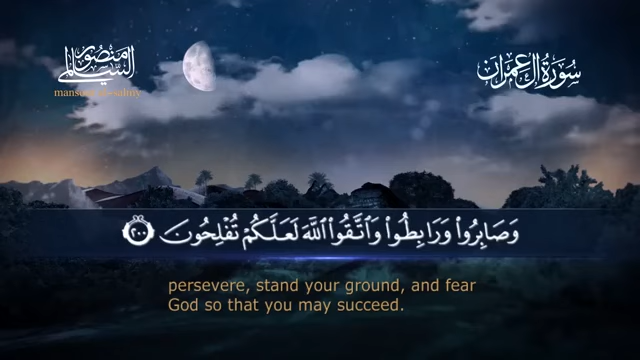 منصور السالمي
mansour al-salimy
سورة آل عمران
وَصَابِرُوا۟ وَرَابِطُوا۟ وَٱتَّقُوا۟ ٱللَّهَ لَعَلَّكُمْ تُفْلِحُونَ ٢٠٠
persevere, stand your ground, and fear
God so that you may succeed.